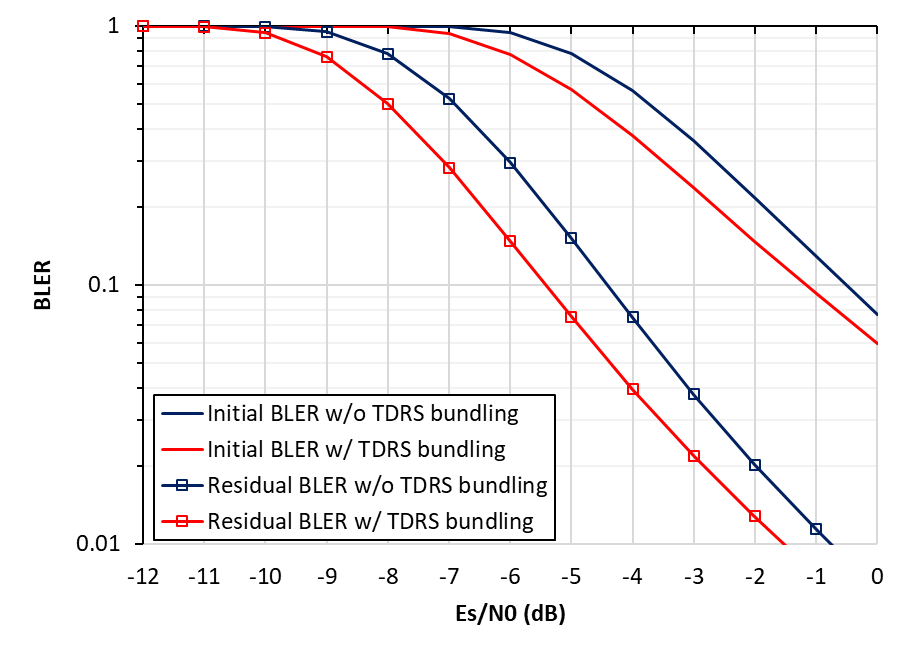 1
0.1
0.01
BLER
Initial BLER w/o TDRS bundling
Initial BLER w/ TDRS bundling
Residual BLER w/o TDRS bundling
Residual BLER w/ TDRS bundling
-12 -11 -10 -9 -8 -7 -6 -5 -4 -3 -2 -1 0
Es/N0 (dB)